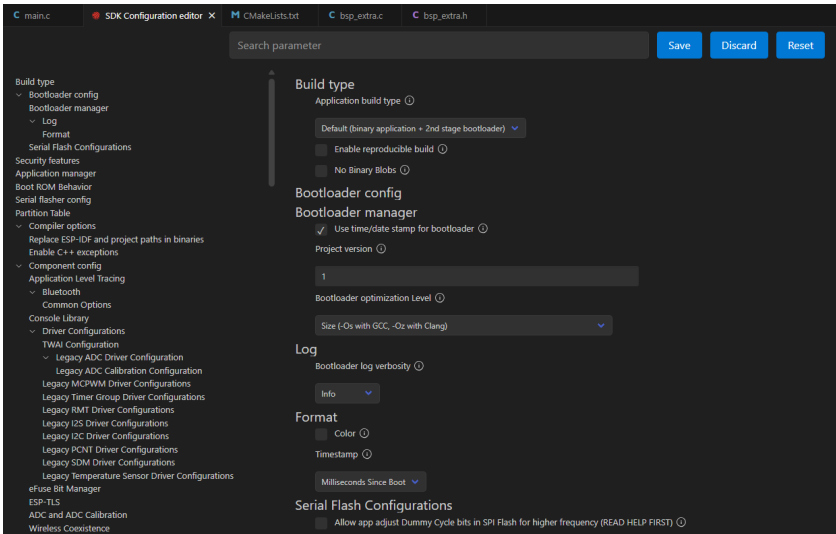 main.c
SDK Configuration editor
CMakeLists.txt
bsp_extra.c
bsp_extra.h
Search parameter
Save
Discard
Reset
Build type
Bootloader config
Bootloader manager
Log
Format
Serial Flash Configurations
Security features
Application manager
Boot ROM Behavior
Serial flasher config
Partition Table
Compiler options
Replace ESP-IDF and project paths in binaries
Enable C++ exceptions
Component config
Application Level Tracing
Bluetooth
Common Options
Console Library
Driver Configurations
TWAI Configuration
Legacy ADC Driver Configuration
Legacy ADC Calibration Configuration
Legacy MCPWM Driver Configurations
Legacy Timer Group Driver Configurations
Legacy RMT Driver Configurations
Legacy I2S Driver Configurations
Legacy I2C Driver Configurations
Legacy PCNT Driver Configurations
Legacy SDM Driver Configurations
Legacy Temperature Sensor Driver Configurations
eFuse Bit Manager
ESP-TLS
ADC and ADC Calibration
Wireless Coexistence
Build type
Application build type
Default (binary application + 2nd stage bootloader)
Enable reproducible build
No Binary Blobs
Bootloader config
Bootloader manager
Use time/date stamp for bootloader
Project version
1
Bootloader optimization Level
Size (-Os with GCC, -Oz with Clang)
Log
Bootloader log verbosity
Info
Format
Color
Timestamp
Milliseconds Since Boot
Serial Flash Configurations
Allow app adjust Dummy Cycle bits in SPI Flash for higher frequency (READ HELP FIRST)